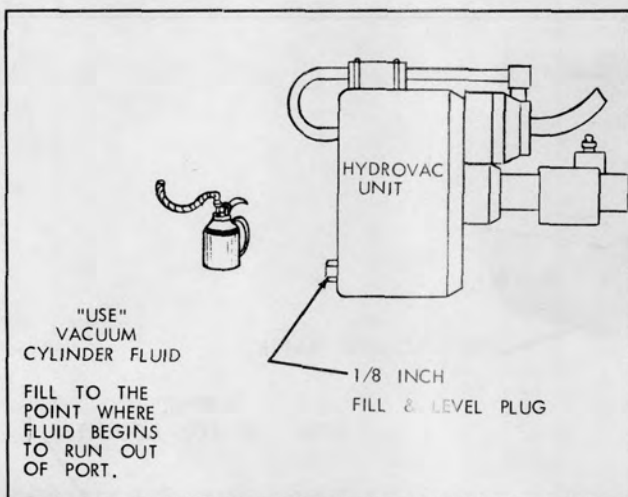 HYDROVAC
UNIT
"USE"
VACUUM
CYLINDER FLUID
FILL TO THE
POINT WHERE
FLUID BEGINS
TO RUN OUT
OF PORT.
1/8 INCH
FILL & LEVEL PLUG